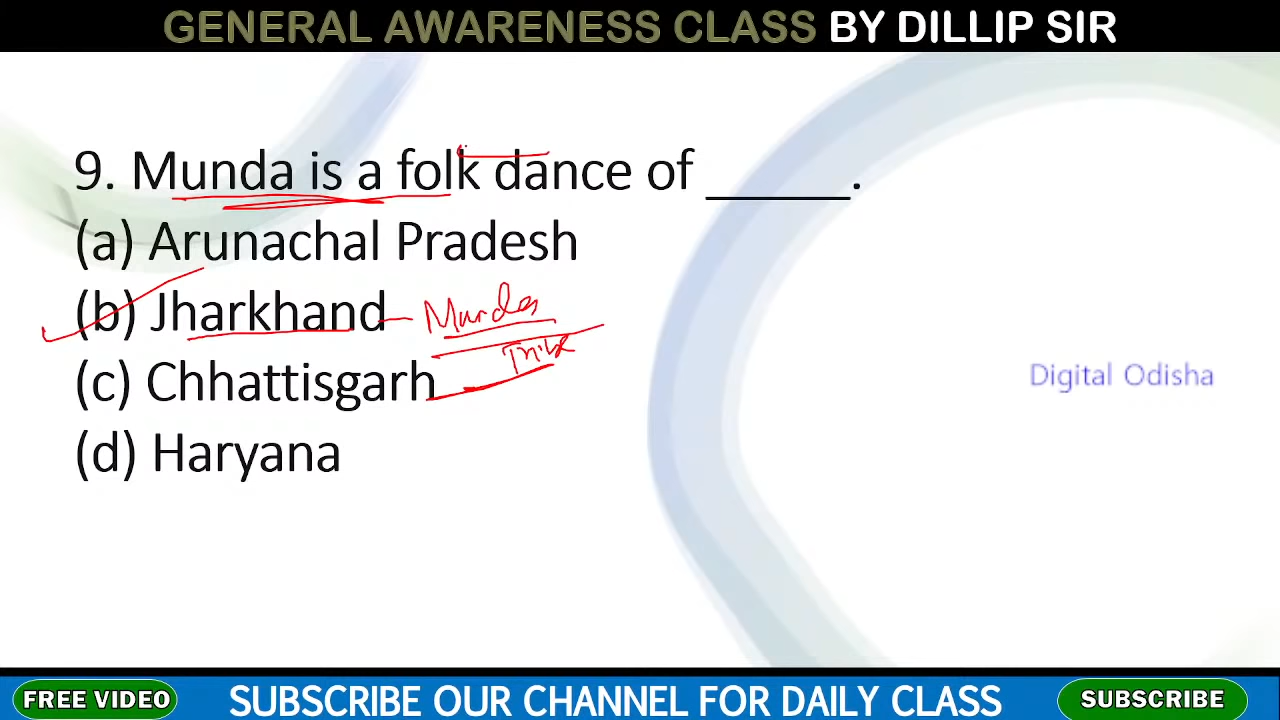 GENERAL AWARENESS CLASS BY DILLIP SIR
9. Munda is a folk dance of ______.
(a) Arunachal Pradesh
(b) Jharkhand - Munda
Tribe
(c) Chhattisgarh
(d) Haryana
Digital Odisha
FREE VIDEO SUBSCRIBE OUR CHANNEL FOR DAILY CLASS SUBSCRIBE